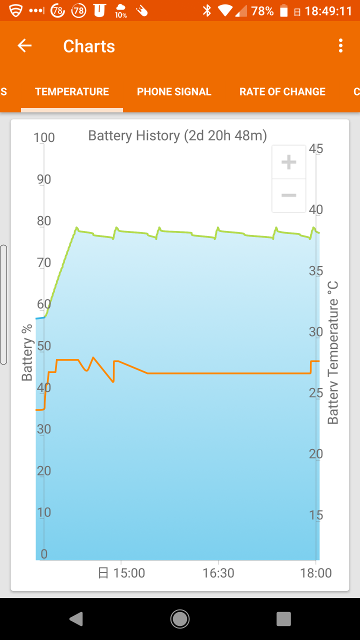 78 78 10% 78% 日 18:49:11
Charts
S TEMPERATURE PHONE SIGNAL RATE OF CHANGE C
Battery History (2d 20h 48m)
100
90
80
70
60
50
40
30
20
10
0
Battery %
+
−
45
40
35
30
25
20
15
Battery Temperature °C
日 15:00 16:30 18:00